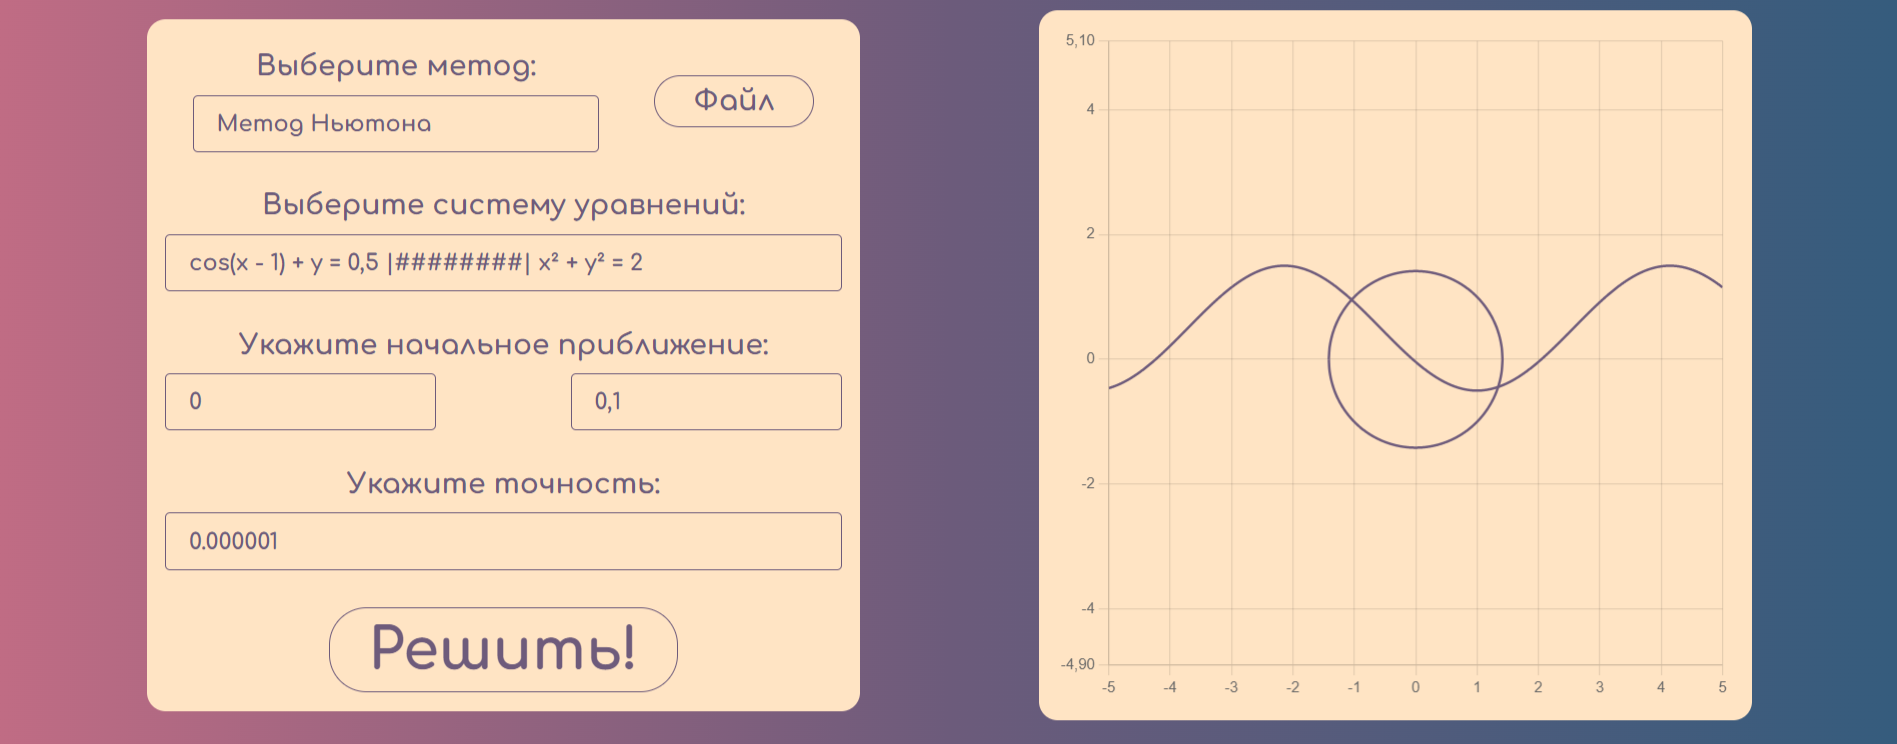 Выберите метод:
Файл
Метод Ньютона
Выберите систему уравнений:
cos(x - 1) + y = 0,5 |########| x² + y² = 2
Укажите начальное приближение:
0
0,1
Укажите точность:
0.000001
Решить!
5,10
4
2
0
-2
-4
-4,90
-5 -4 -3 -2 -1 0 1 2 3 4 5